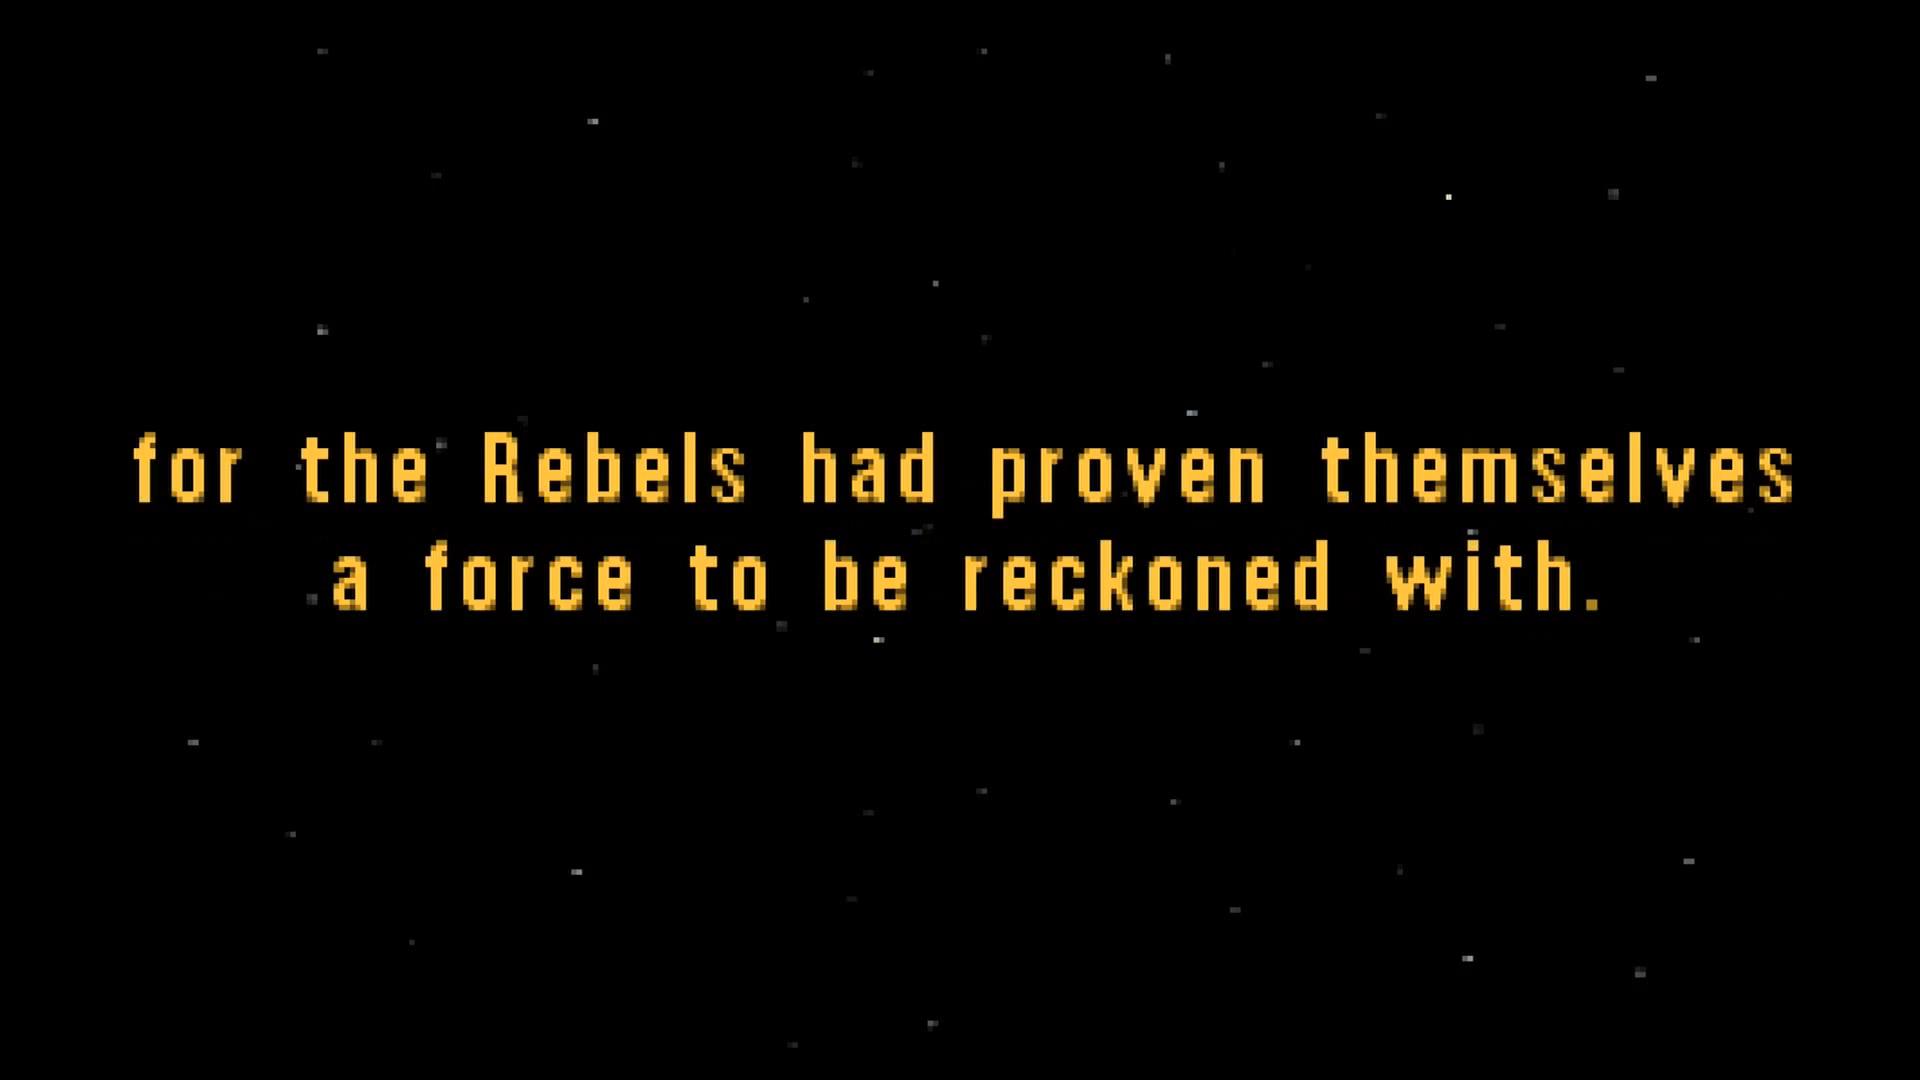 for the Rebels had proven themselves
a force to be reckoned with.